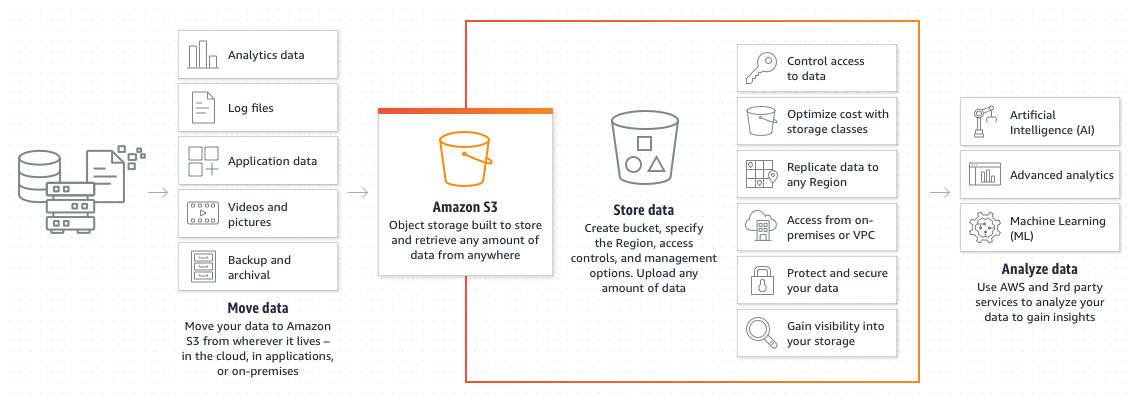 Analytics data
Log files
Application data
Videos and
pictures
Backup and
archival
Move data
Move your data to Amazon
S3 from wherever it lives –
in the cloud, in applications,
or on-premises
Amazon S3
Object storage built to store
and retrieve any amount of
data from anywhere
Store data
Create bucket, specify
the Region, access
controls, and management
options. Upload any
amount of data
Control access
to data
Optimize cost with
storage classes
Replicate data to
any Region
Access from on-
premises or VPC
Protect and secure
your data
Gain visibility into
your storage
Artificial
Intelligence (AI)
Advanced analytics
Machine Learning
(ML)
Analyze data
Use AWS and 3rd party
services to analyze your
data to gain insights